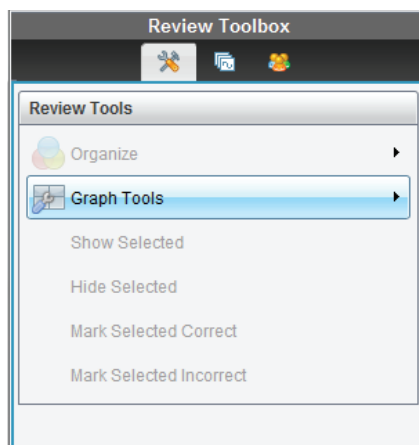 Review Toolbox
Review Tools
Organize
Graph Tools
Show Selected
Hide Selected
Mark Selected Correct
Mark Selected Incorrect